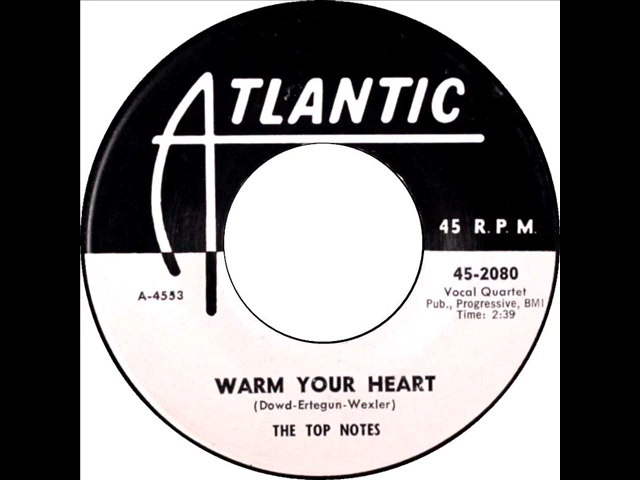 ATLANTIC
45 R.P.M.
A-4553
45-2080
Vocal Quartet
Pub., Progressive, BMI
Time: 2:39
WARM YOUR HEART
(Dowd-Ertegun-Wexler)
THE TOP NOTES